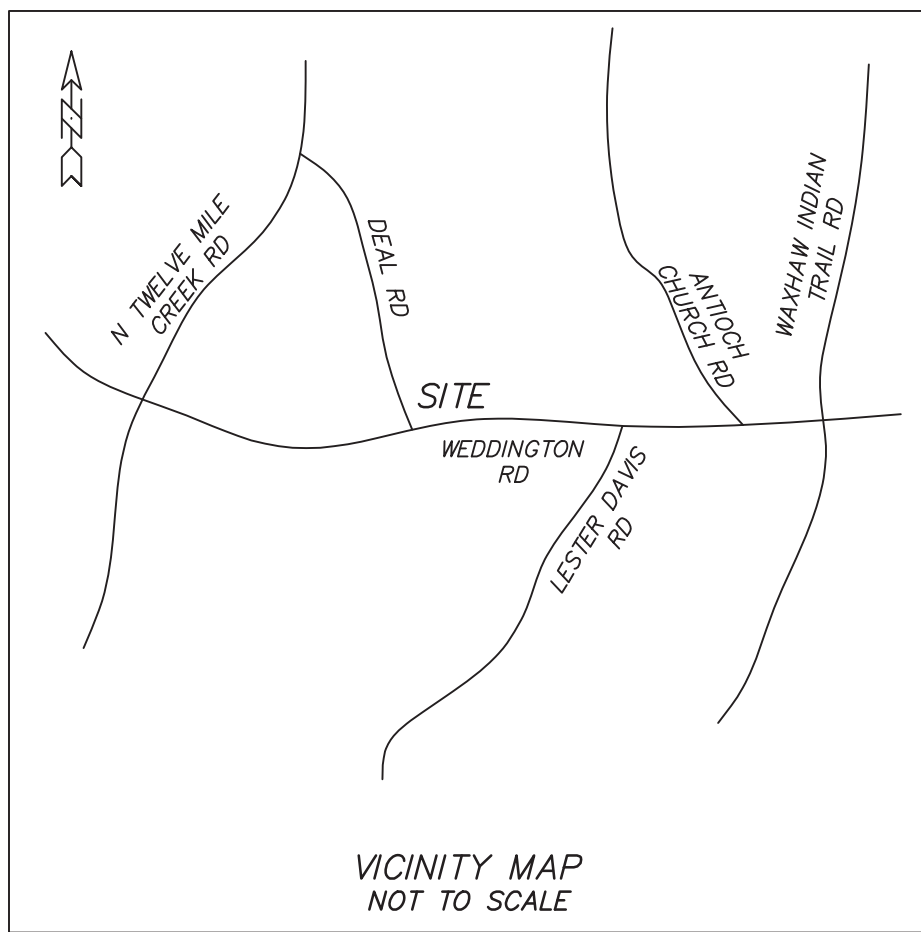 N
N TWELVE MILE
CREEK RD
DEAL RD
ANTIOCH
CHURCH RD
WAXHAW INDIAN
TRAIL RD
SITE
WEDDINGTON
RD
LESTER DAVIS
RD
VICINITY MAP
NOT TO SCALE